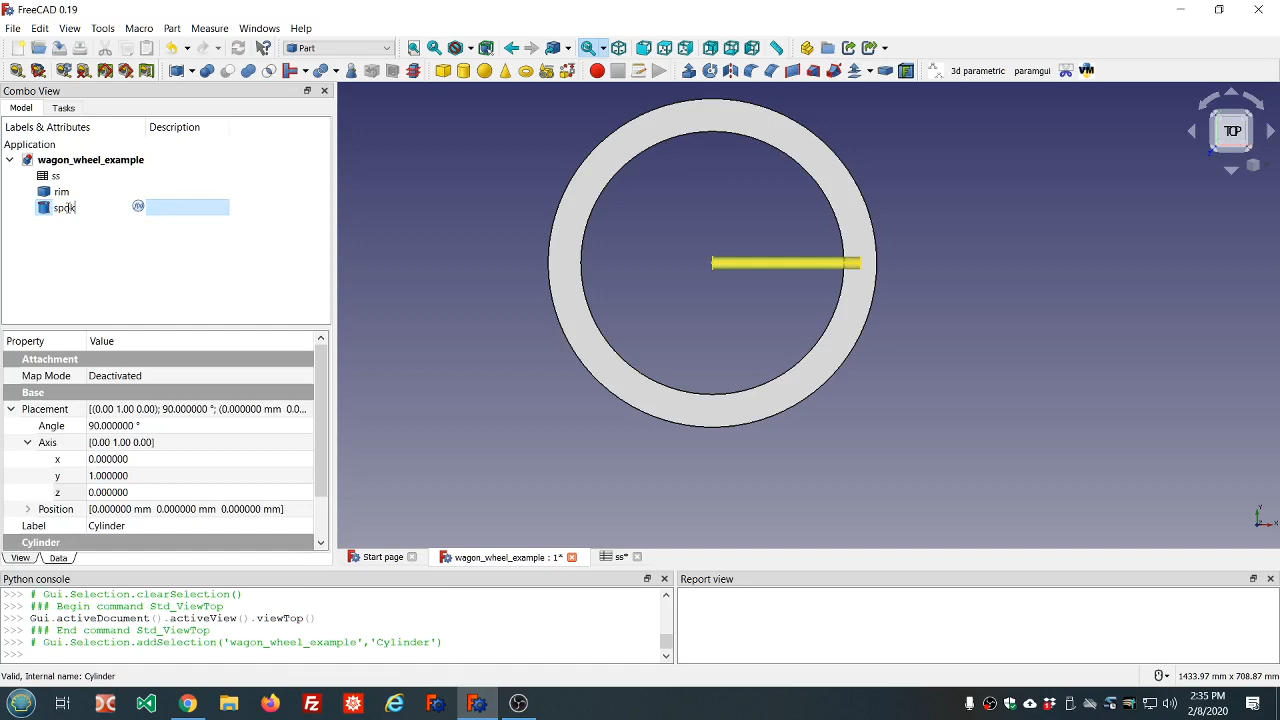 FreeCAD 0.19
File Edit View Tools Macro Part Measure Windows Help
Part
3d parametric paramgui
Combo View
Model Tasks
Labels & Attributes Description
Application
wagon_wheel_example
ss
rim
spok
TOP
Property Value
Attachment
Map Mode Deactivated
Base
Placement [(0.00 1.00 0.00); 90.000000 °; (0.000000 mm 0.0...
Angle 90.000000 °
Axis [0.00 1.00 0.00]
x 0.000000
y 1.000000
z 0.000000
Position [0.000000 mm 0.000000 mm 0.000000 mm]
Label Cylinder
Cylinder
View Data
Start page wagon_wheel_example : 1* ss*
Python console
>>> # Gui.Selection.clearSelection()
>>> ### Begin command Std_ViewTop
>>> Gui.activeDocument().activeView().viewTop()
>>> ### End command Std_ViewTop
>>> # Gui.Selection.addSelection('wagon_wheel_example','Cylinder')
>>>
Report view
Valid, Internal name: Cylinder
1433.97 mm x 708.87 mm
2:35 PM
2/8/2020